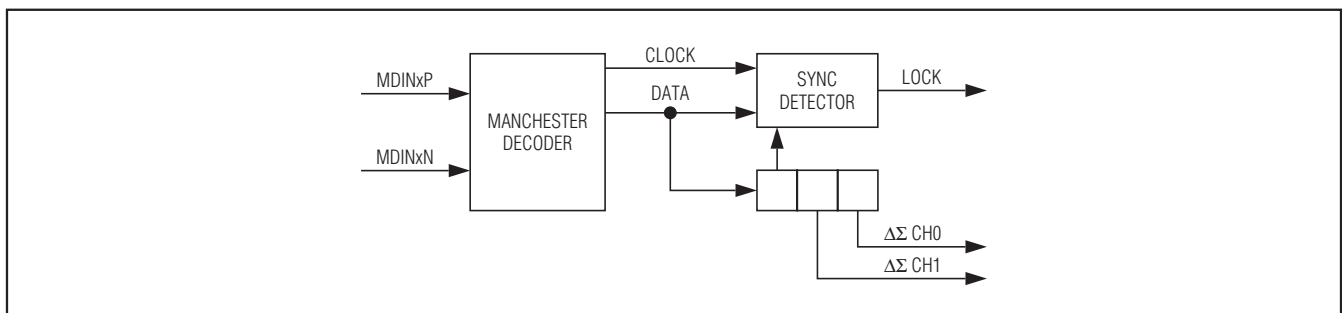 MDINxP
MDINxN
MANCHESTER
DECODER
CLOCK
DATA
SYNC
DETECTOR
LOCK
ΔΣ CH0
ΔΣ CH1